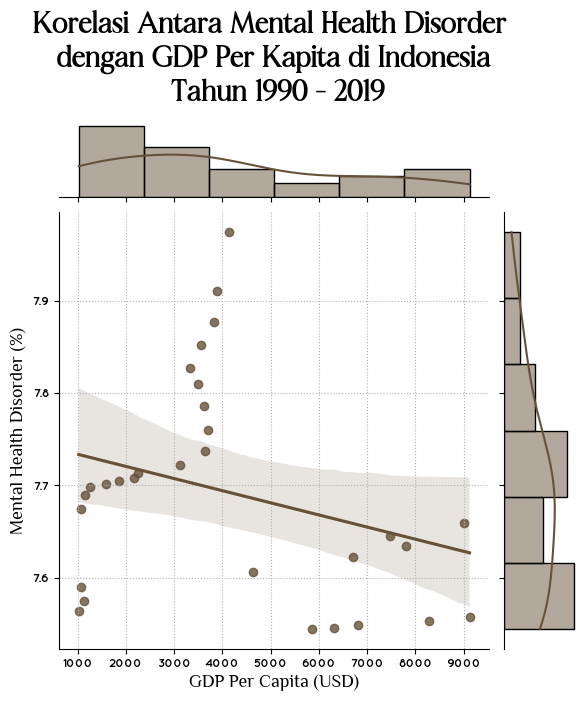 Korelasi Antara Mental Health Disorder
dengan GDP Per Kapita di Indonesia
Tahun 1990 - 2019
7.9
7.8
7.7
7.6
Mental Health Disorder (%)
1000 2000 3000 4000 5000 6000 7000 8000 9000
GDP Per Capita (USD)